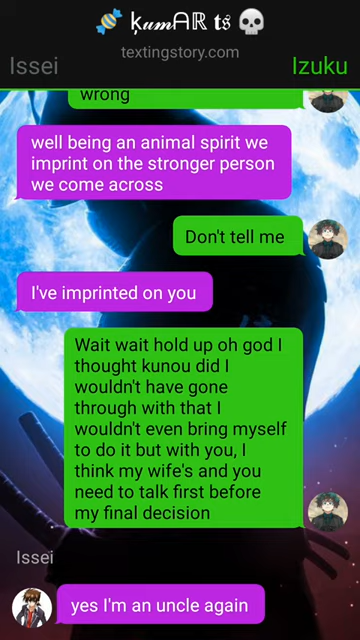 🍬 ķ𝓾𝓶ᗩℝ 𝖙𝖘 💀
textingstory.com
Issei
Izuku
wrong
well being an animal spirit we
imprint on the stronger person
we come across
Don't tell me
I've imprinted on you
Wait wait hold up oh god I
thought kunou did I
wouldn't have gone
through with that I
wouldn't even bring myself
to do it but with you, I
think my wife's and you
need to talk first before
my final decision
Issei
yes I'm an uncle again